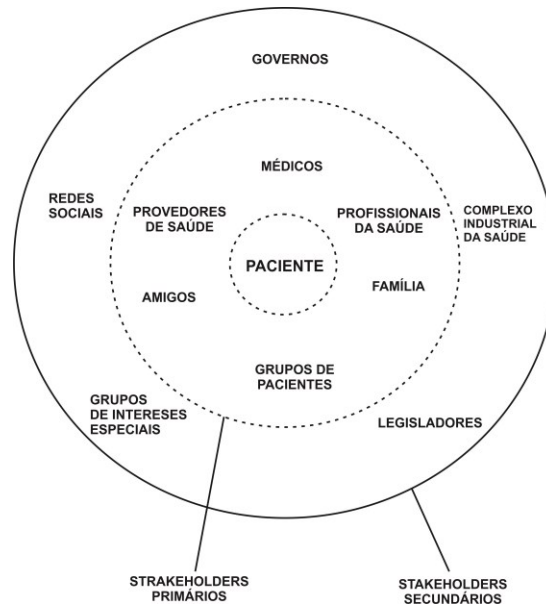 GOVERNOS
MÉDICOS
REDES
SOCIAIS
PROVEDORES
DE SAÚDE
PROFISSIONAIS
DA SAÚDE
COMPLEXO
INDUSTRIAL
DA SAÚDE
PACIENTE
AMIGOS
FAMÍLIA
GRUPOS DE
PACIENTES
GRUPOS
DE INTERESES
ESPECIAIS
LEGISLADORES
STRAKEHOLDERS
PRIMÁRIOS
STAKEHOLDERS
SECUNDÁRIOS